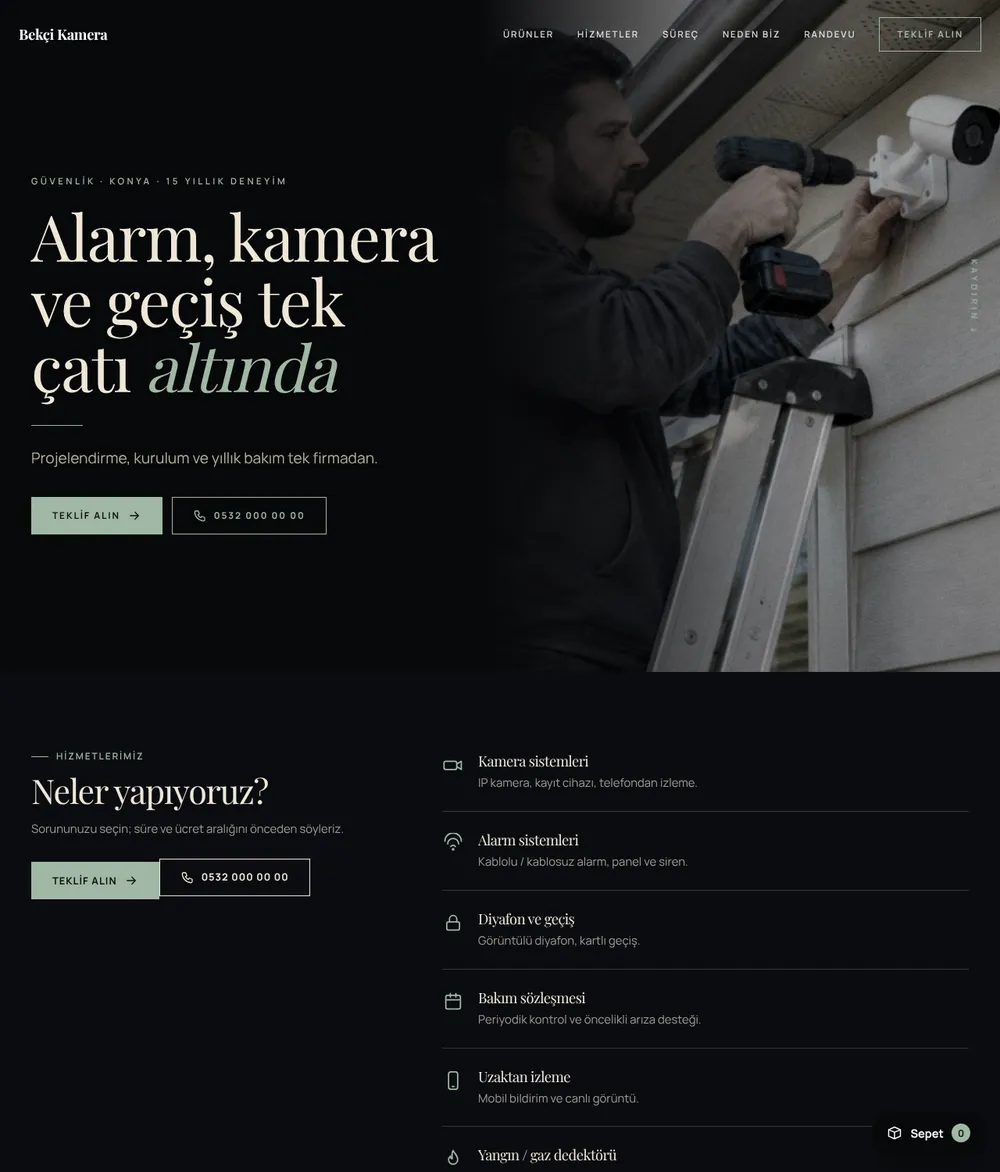 Bekçi Kamera
ÜRÜNLER
HİZMETLER
SÜREÇ
NEDEN BİZ
RANDEVU
TEKLİF ALIN
GÜVENLİK · KONYA · 15 YILLIK DENEYİM
Alarm, kamera
ve geçiş tek
çatı altında
KAYDIRIN ↓
Projelendirme, kurulum ve yıllık bakım tek firmadan.
TEKLİF ALIN →
0532 000 00 00
HİZMETLERİMİZ
Neler yapıyoruz?
Sorununuzu seçin; süre ve ücret aralığını önceden söyleriz.
TEKLİF ALIN →
0532 000 00 00
Kamera sistemleri
IP kamera, kayıt cihazı, telefondan izleme.
Alarm sistemleri
Kablolu / kablosuz alarm, panel ve siren.
Diyafon ve geçiş
Görüntülü diyafon, kartlı geçiş.
Bakım sözleşmesi
Periyodik kontrol ve öncelikli arıza desteği.
Uzaktan izleme
Mobil bildirim ve canlı görüntü.
Yangın / gaz dedektörü
Sepet 0